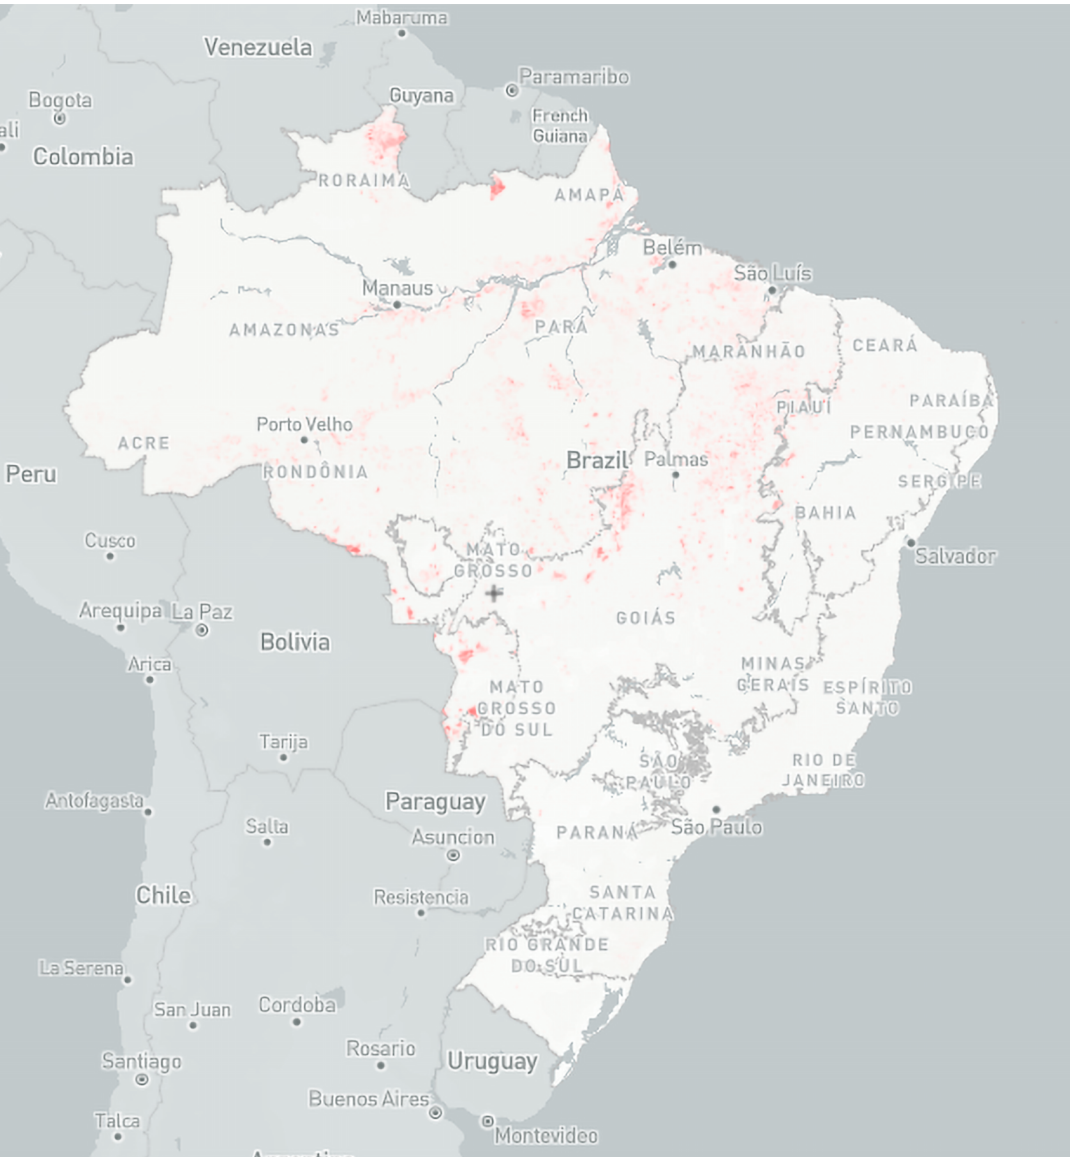 Mabaruma
Venezuela
Paramaribo
Guyana
Bogota
French
Guiana
ali
Colombia
RORAIMA
AMAPÁ
Belém
São Luís
Manaus
AMAZONAS
PARÁ
CEARÁ
MARANHÃO
PARAÍBA
PIAUÍ
Porto Velho
PERNAMBUCO
ACRE
Brazil
Palmas
Peru
RONDÔNIA
SERGIPE
BAHIA
Cusco
MATO
GROSSO
Salvador
Arequipa
La Paz
GOIÁS
Bolivia
Arica
MINAS
GERAIS
ESPÍRITO
SANTO
MATO
GROSSO
DO SUL
Tarija
SÃO
PAULO
RIO DE
JANEIRO
Antofagasta
Paraguay
Salta
Asuncion
PARANÁ
São Paulo
Chile
Resistencia
SANTA
CATARINA
RIO GRANDE
DO SUL
La Serena
San Juan
Cordoba
Rosario
Santiago
Uruguay
Buenos Aires
Talca
Montevideo
Argentina